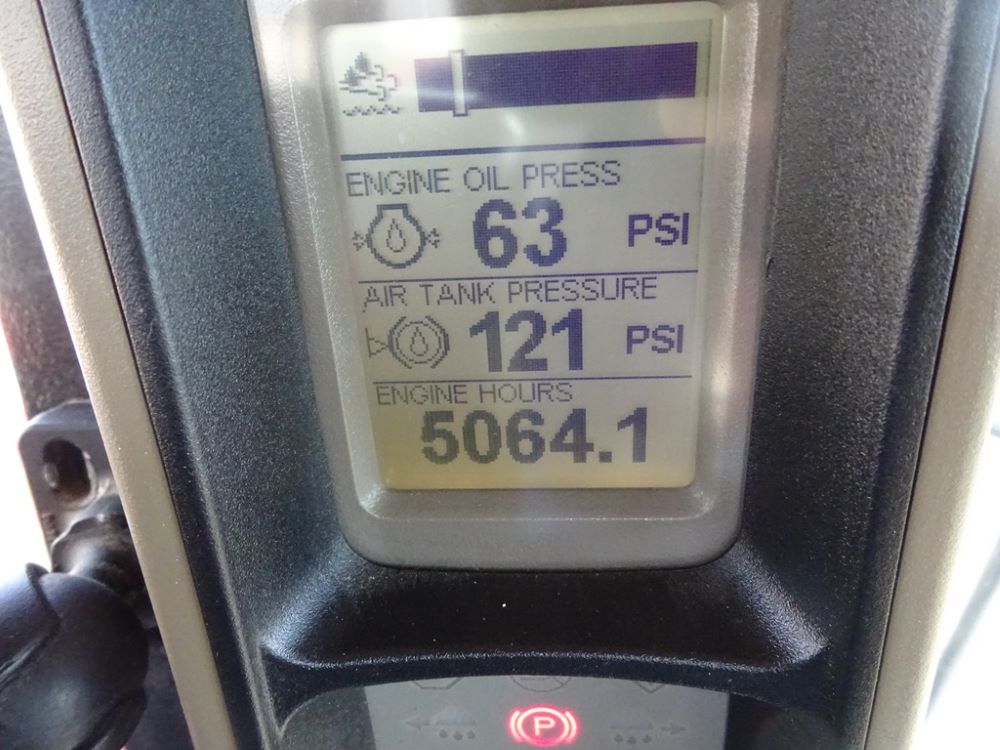 ENGINE OIL PRESS
63 PSI
AIR TANK PRESSURE
121 PSI
ENGINE HOURS
5064.1
P